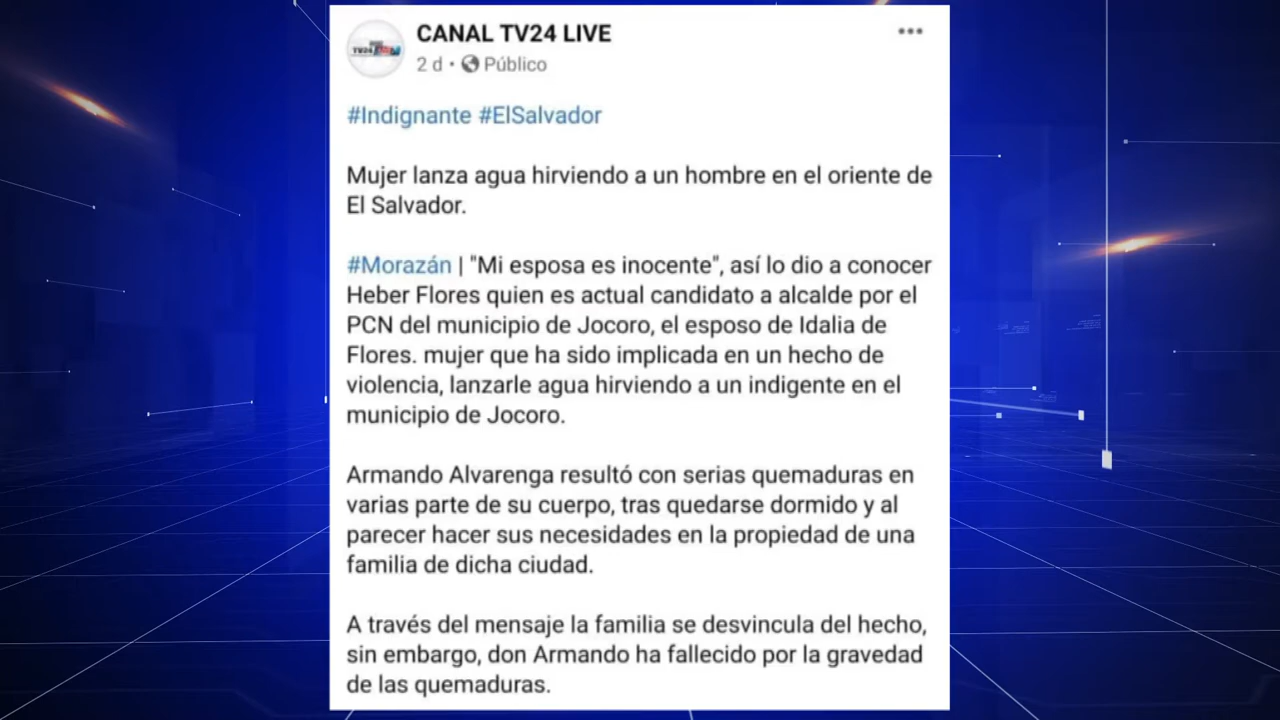 CANAL TV24 LIVE
2 d • Público
#Indignante #ElSalvador
Mujer lanza agua hirviendo a un hombre en el oriente de
El Salvador.
#Morazán | "Mi esposa es inocente", así lo dio a conocer
Heber Flores quien es actual candidato a alcalde por el
PCN del municipio de Jocoro, el esposo de Idalia de
Flores. mujer que ha sido implicada en un hecho de
violencia, lanzarle agua hirviendo a un indigente en el
municipio de Jocoro.
Armando Alvarenga resultó con serias quemaduras en
varias parte de su cuerpo, tras quedarse dormido y al
parecer hacer sus necesidades en la propiedad de una
familia de dicha ciudad.
A través del mensaje la familia se desvincula del hecho,
sin embargo, don Armando ha fallecido por la gravedad
de las quemaduras.